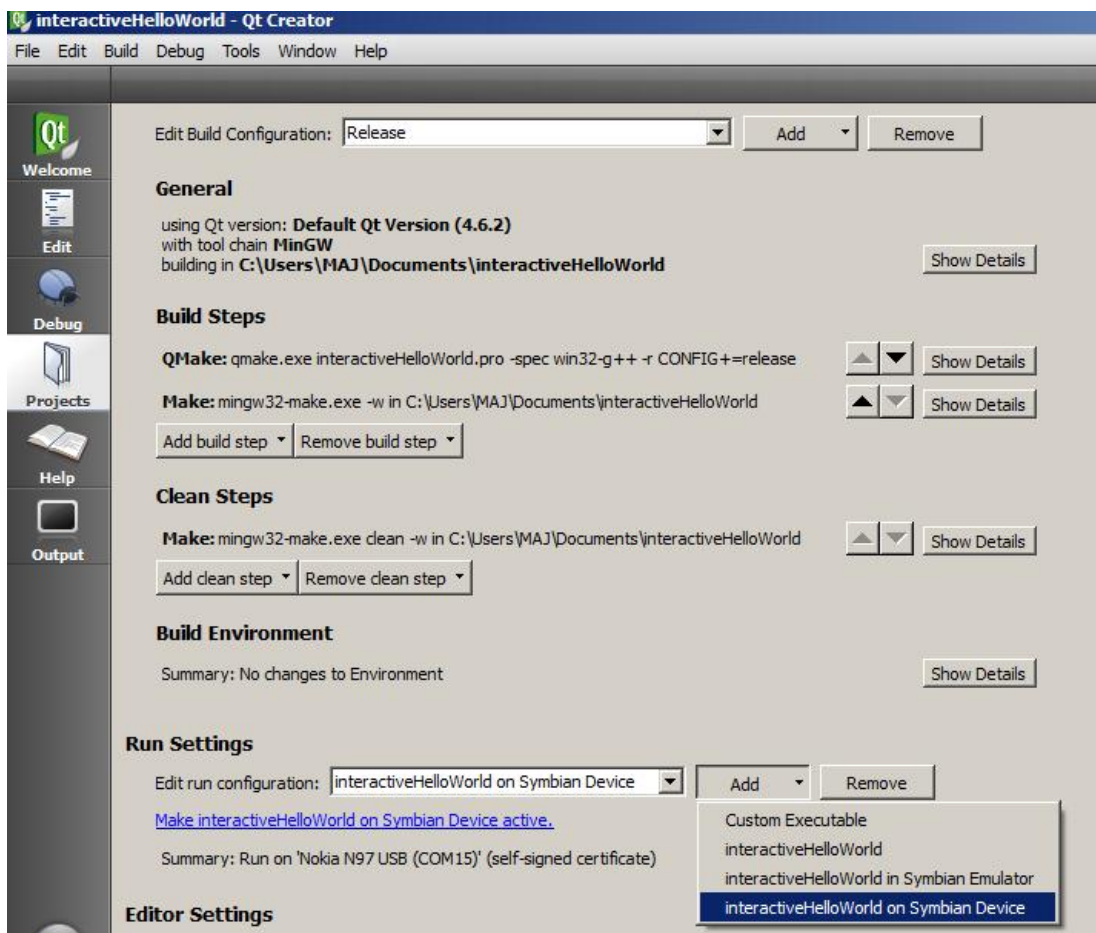 interactiveHelloWorld - Qt Creator
File Edit Build Debug Tools Window Help
Qt
Welcome
Edit
Debug
Projects
Help
Output
Edit Build Configuration: Release Add Remove
General
using Qt version: Default Qt Version (4.6.2)
with tool chain MinGW
building in C:\Users\MAJ\Documents\interactiveHelloWorld Show Details
Build Steps
QMake: qmake.exe interactiveHelloWorld.pro -spec win32-g++ -r CONFIG+=release Show Details
Make: mingw32-make.exe -w in C:\Users\MAJ\Documents\interactiveHelloWorld Show Details
Add build step Remove build step
Clean Steps
Make: mingw32-make.exe clean -w in C:\Users\MAJ\Documents\interactiveHelloWorld Show Details
Add clean step Remove clean step
Build Environment
Summary: No changes to Environment Show Details
Run Settings
Edit run configuration: interactiveHelloWorld on Symbian Device Add Remove
Make interactiveHelloWorld on Symbian Device active.
Summary: Run on 'Nokia N97 USB (COM15)' (self-signed certificate)
Custom Executable
interactiveHelloWorld
interactiveHelloWorld in Symbian Emulator
interactiveHelloWorld on Symbian Device
Editor Settings